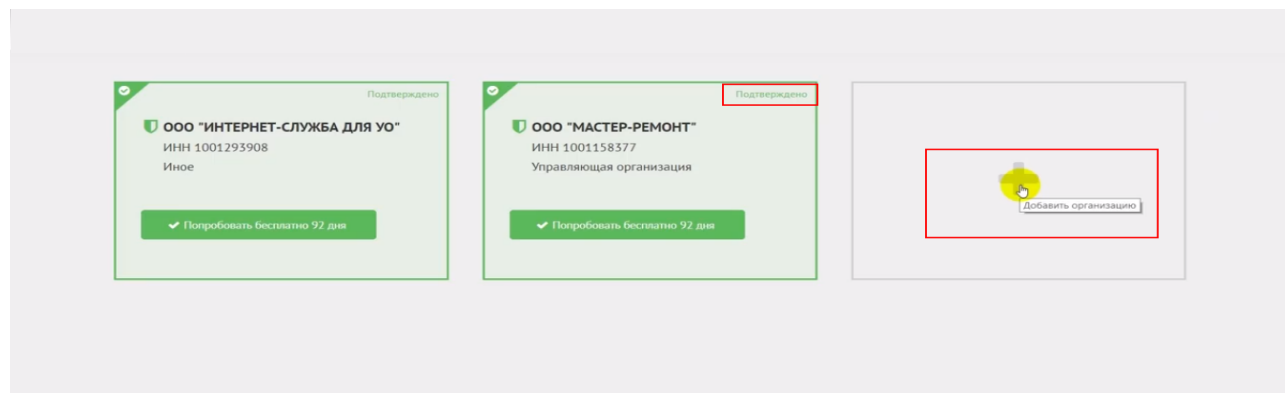 Подтверждено
ООО "ИНТЕРНЕТ-СЛУЖБА ДЛЯ УО"
ИНН 1001293908
Иное
Попробовать бесплатно 92 дня
Подтверждено
ООО "МАСТЕР-РЕМОНТ"
ИНН 1001158377
Управляющая организация
Попробовать бесплатно 92 дня
Добавить организацию